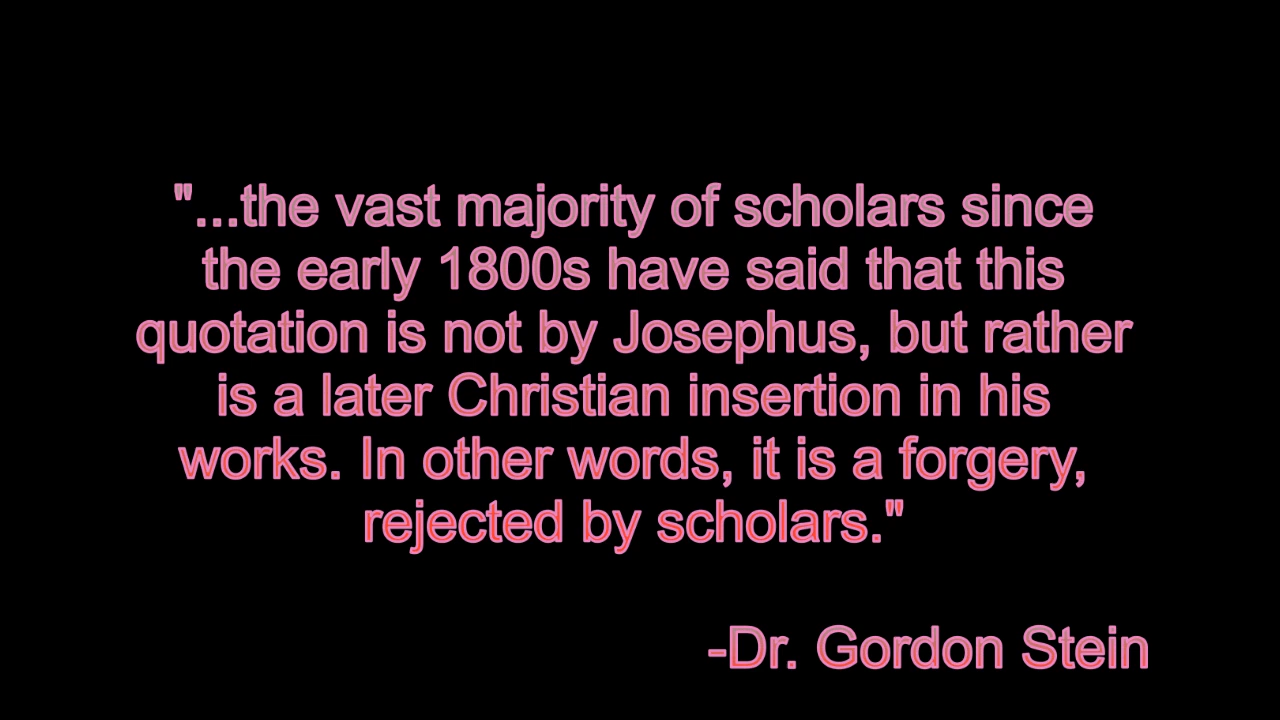 "...the vast majority of scholars since
the early 1800s have said that this
quotation is not by Josephus, but rather
is a later Christian insertion in his
works. In other words, it is a forgery,
rejected by scholars."
-Dr. Gordon Stein